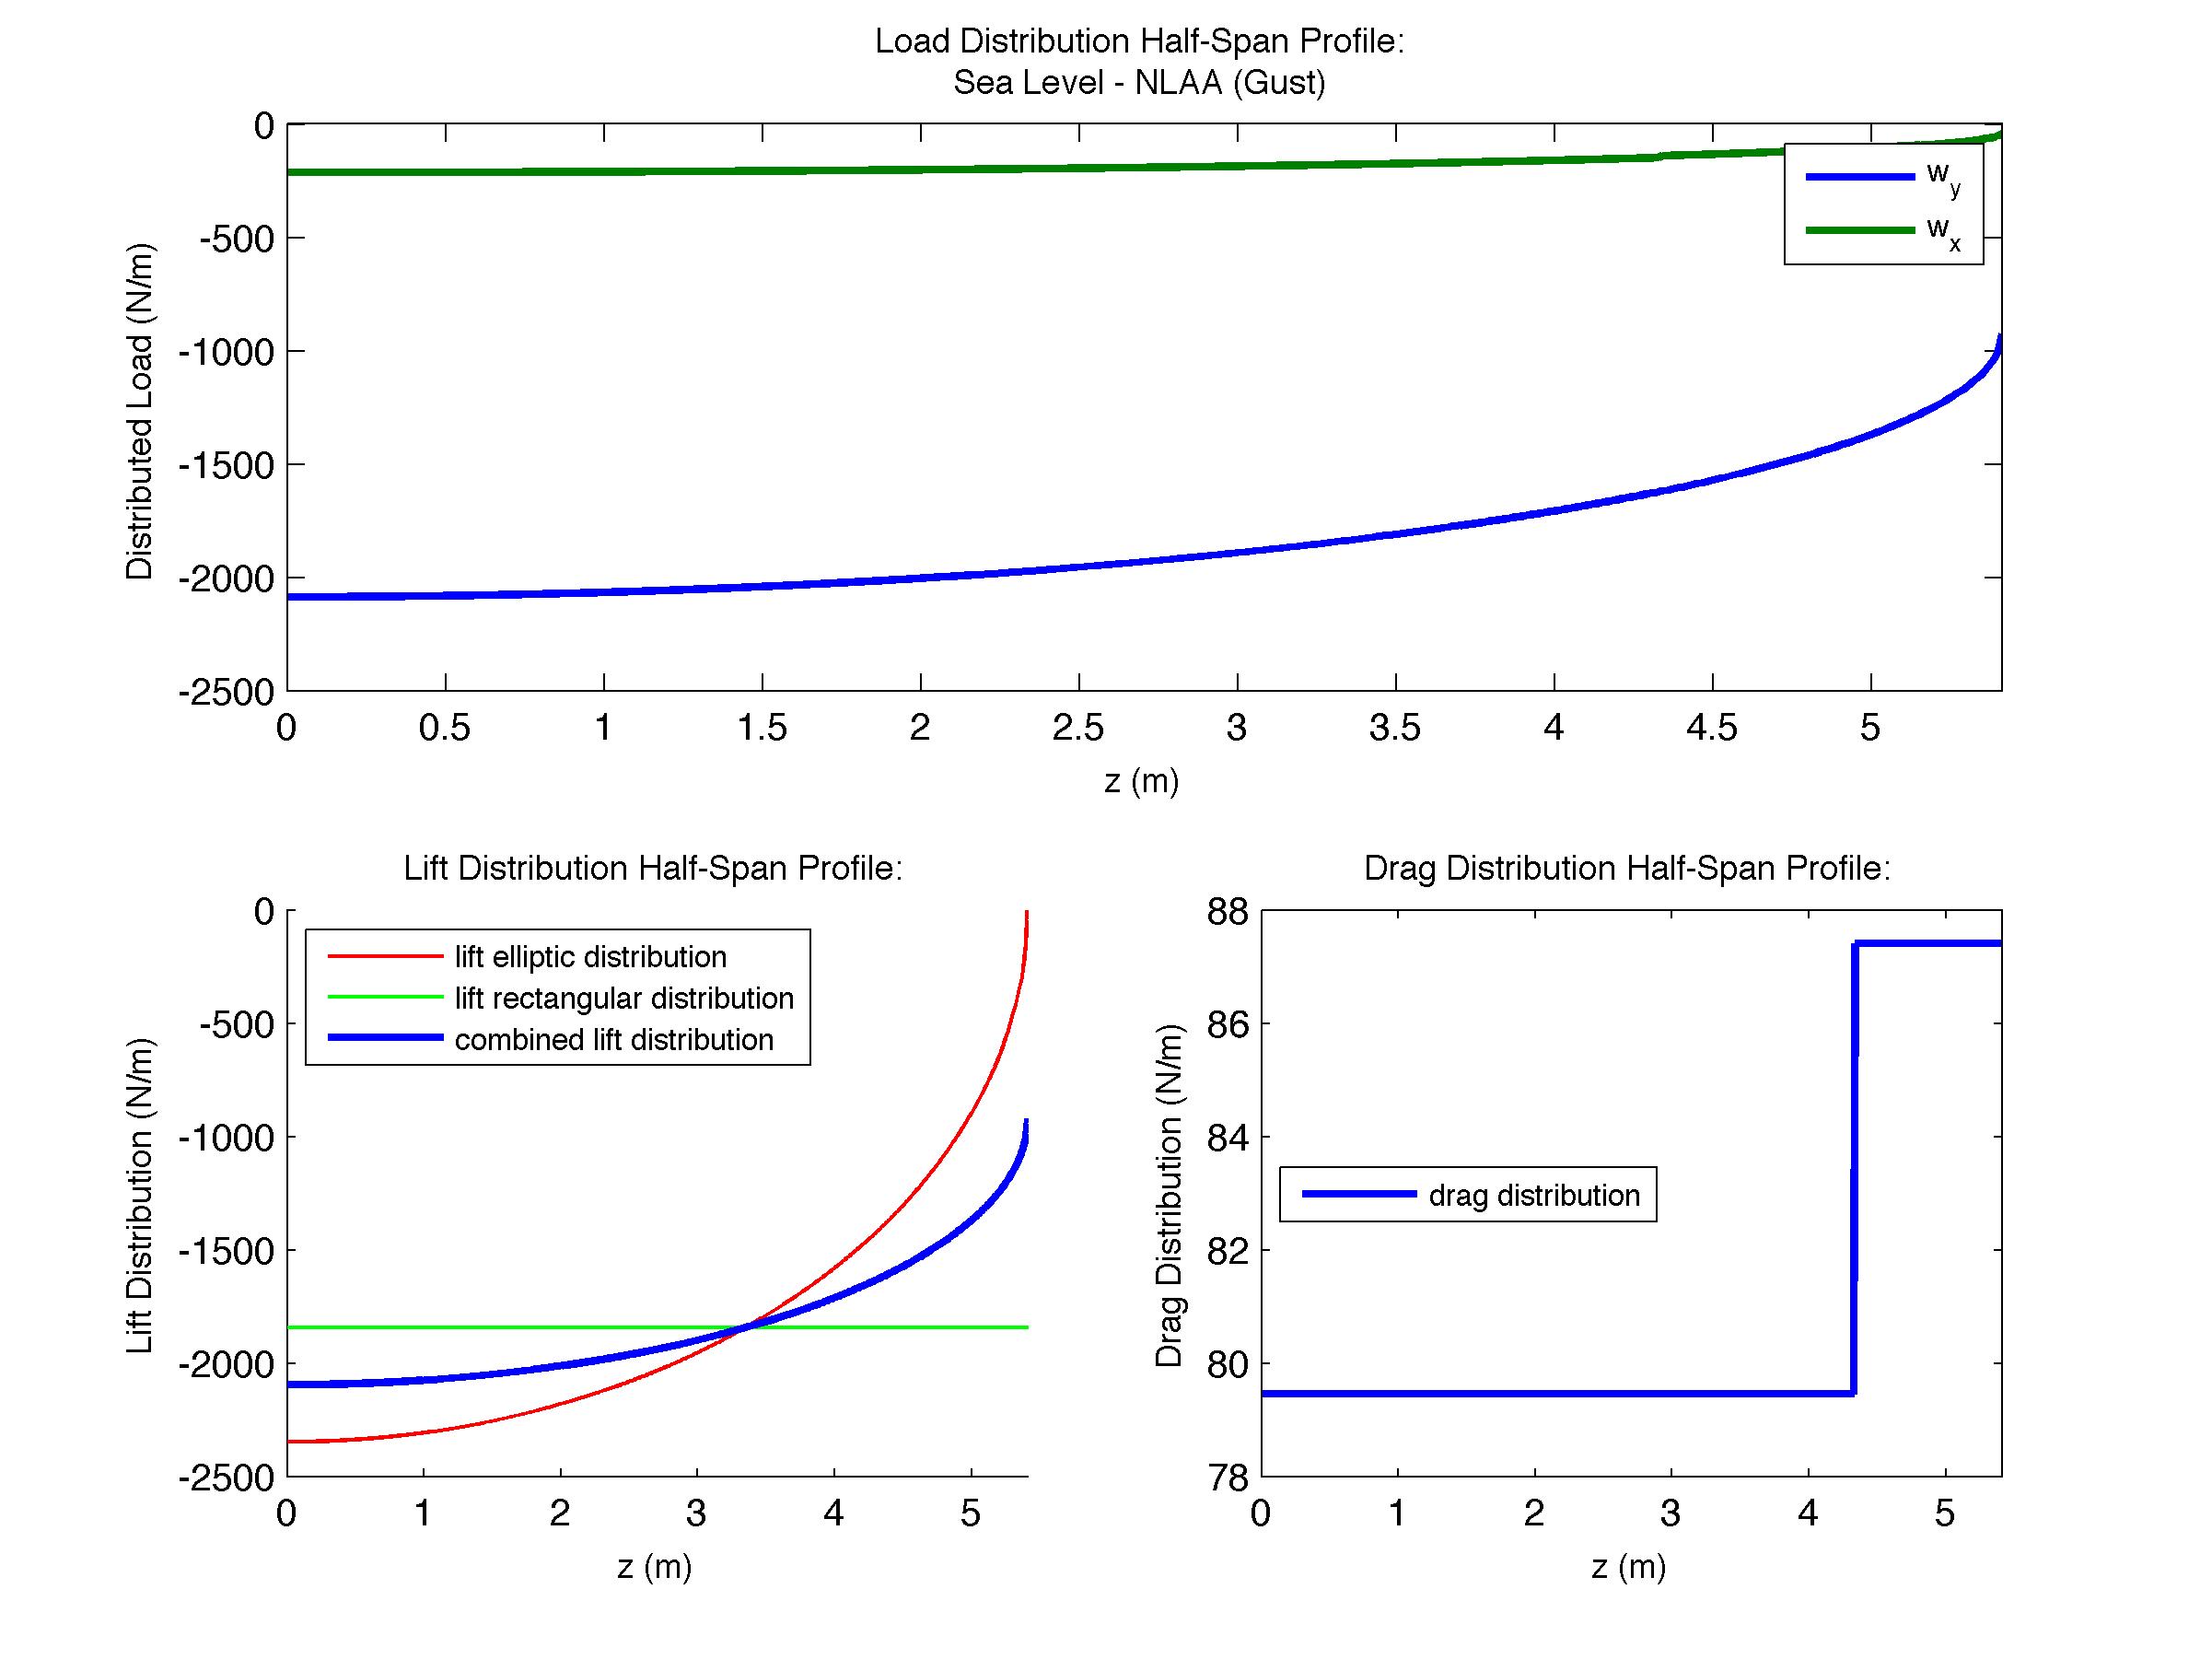 Load Distribution Half-Span Profile:
Sea Level - NLAA (Gust)
0
-500
-1000
-1500
-2000
-2500
Distributed Load (N/m)
w_y
w_x
0 0.5 1 1.5 2 2.5 3 3.5 4 4.5 5
z (m)
Lift Distribution Half-Span Profile:
0
-500
-1000
-1500
-2000
-2500
Lift Distribution (N/m)
lift elliptic distribution
lift rectangular distribution
combined lift distribution
0 1 2 3 4 5
z (m)
Drag Distribution Half-Span Profile:
88
86
84
82
80
78
Drag Distribution (N/m)
drag distribution
0 1 2 3 4 5
z (m)